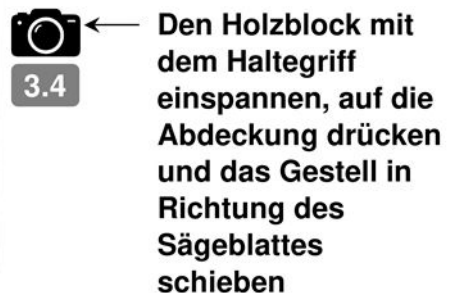 3.4
Den Holzblock mit
dem Haltegriff
einspannen, auf die
Abdeckung drücken
und das Gestell in
Richtung des
Sägeblattes
schieben